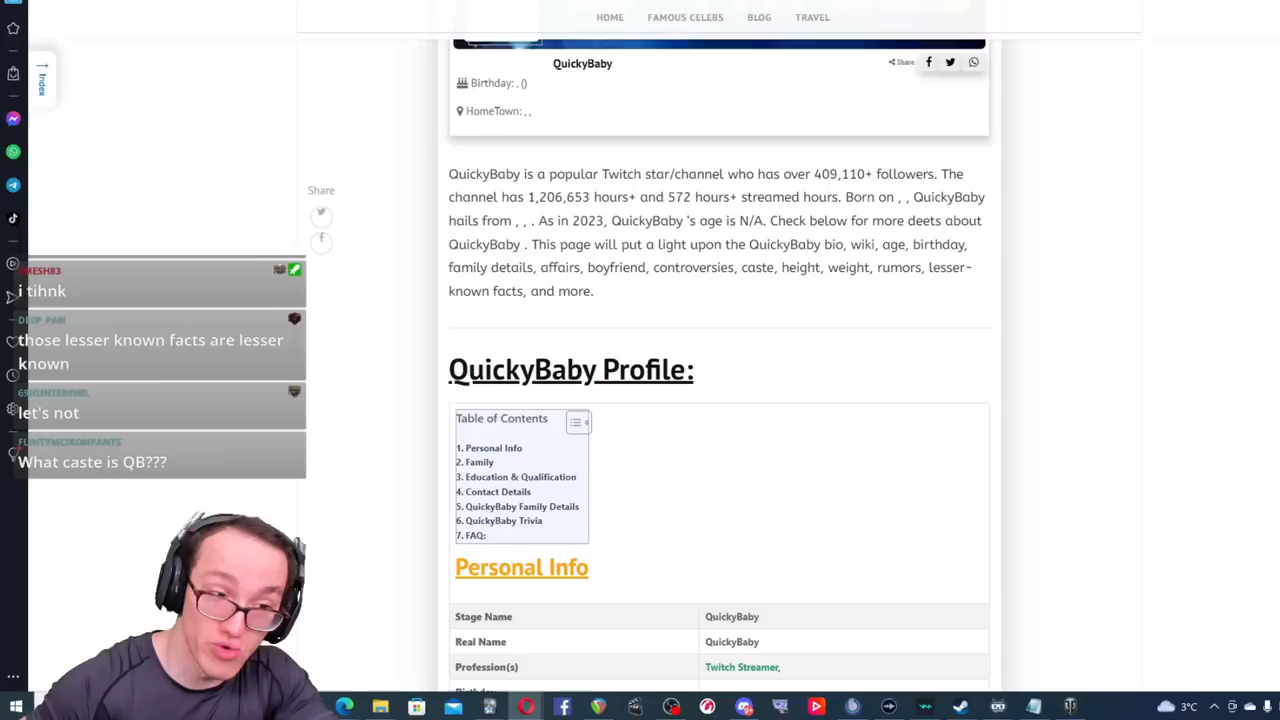 HOME
FAMOUS CELEBS
BLOG
TRAVEL
Index
QuickyBaby
Share
Birthday: , ()
HomeTown: , ,
Share
QuickyBaby is a popular Twitch star/channel who has over 409,110+ followers. The
channel has 1,206,653 hours+ and 572 hours+ streamed hours. Born on , , QuickyBaby
hails from , , . As in 2023, QuickyBaby 's age is N/A. Check below for more deets about
QuickyBaby . This page will put a light upon the QuickyBaby bio, wiki, age, birthday,
family details, affairs, boyfriend, controversies, caste, height, weight, rumors, lesser-
known facts, and more.
i tihnk
DEEP_PAN
those lesser known facts are lesser
known
69HUNTERPHIL
let's not
FLINTYMCIRONPANTS
What caste is QB???
QuickyBaby Profile:
Table of Contents
1. Personal Info
2. Family
3. Education & Qualification
4. Contact Details
5. QuickyBaby Family Details
6. QuickyBaby Trivia
7. FAQ:
Personal Info
Stage Name QuickyBaby
Real Name QuickyBaby
Profession(s) Twitch Streamer,
3°C